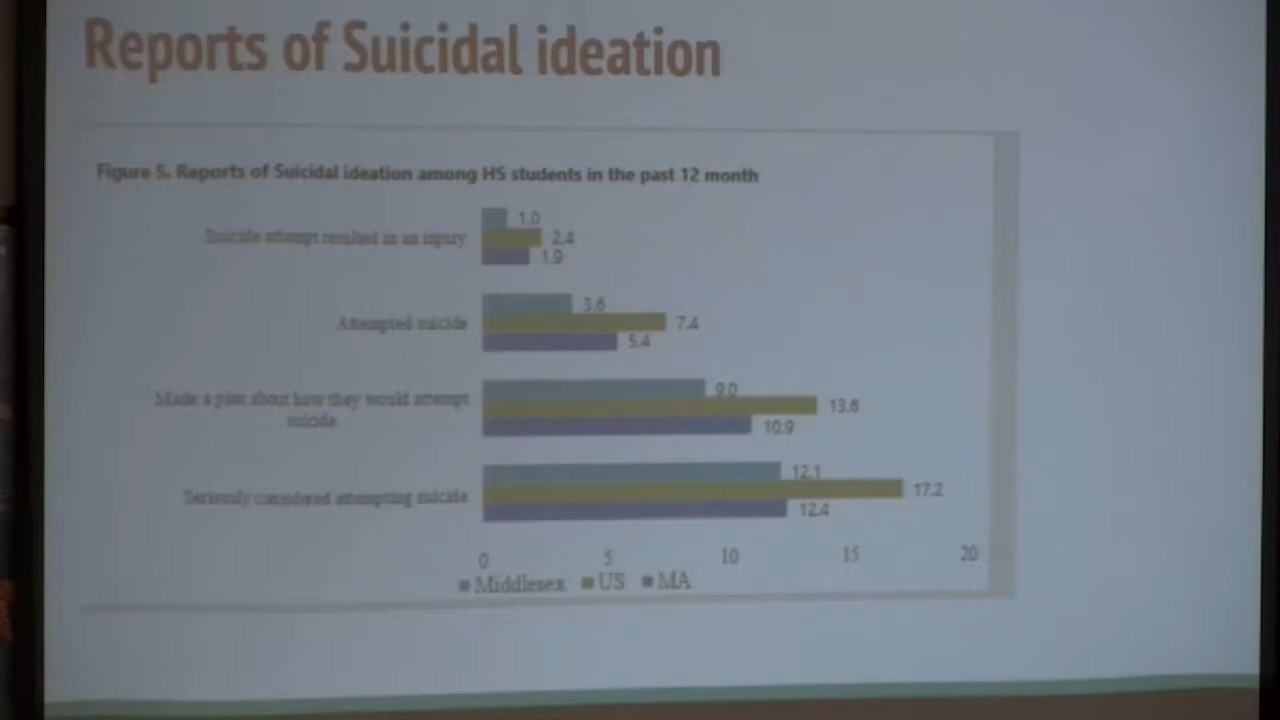 Reports of Suicidal ideation
Figure 5. Reports of Suicidal ideation among HS students in the past 12 month
Suicide attempt resulted in an injury
1.0
2.4
1.9
Attempted suicide
3.6
7.4
5.4
Made a plan about how they would attempt
suicide
9.0
13.6
10.9
Seriously considered attempting suicide
12.1
17.2
12.4
0 5 10 15 20
Middlesex US MA